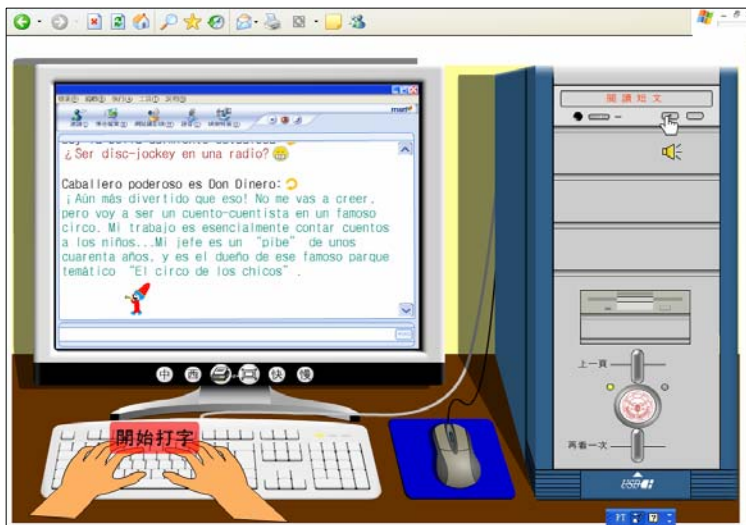 ¿Ser disc-jockey en una radio?
Caballero poderoso es Don Dinero:
¡Aún más divertido que eso! No me vas a creer,
pero voy a ser un cuento-cuentista en un famoso
circo. Mi trabajo es esencialmente contar cuentos
a los niños...Mi jefe es un "pibe" de unos
cuarenta años, y es el dueño de ese famoso parque
temático "El circo de los chicos".
中 西 快 慢
開始打字
閱讀短文
上一頁
再看一次
USB